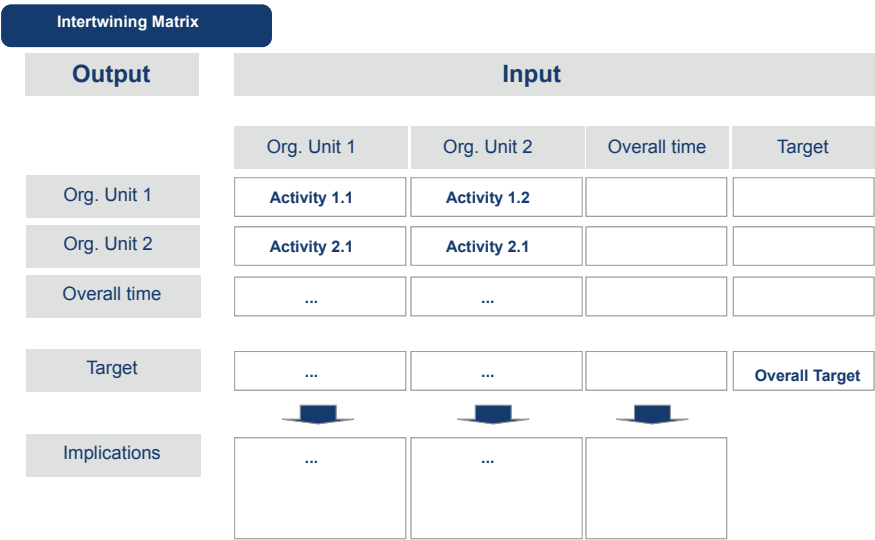 Intertwining Matrix
Output Input
Org. Unit 1 Org. Unit 2 Overall time Target
Org. Unit 1 Activity 1.1 Activity 1.2
Org. Unit 2 Activity 2.1 Activity 2.1
Overall time ... ...
Target ... ... Overall Target
Implications ... ...